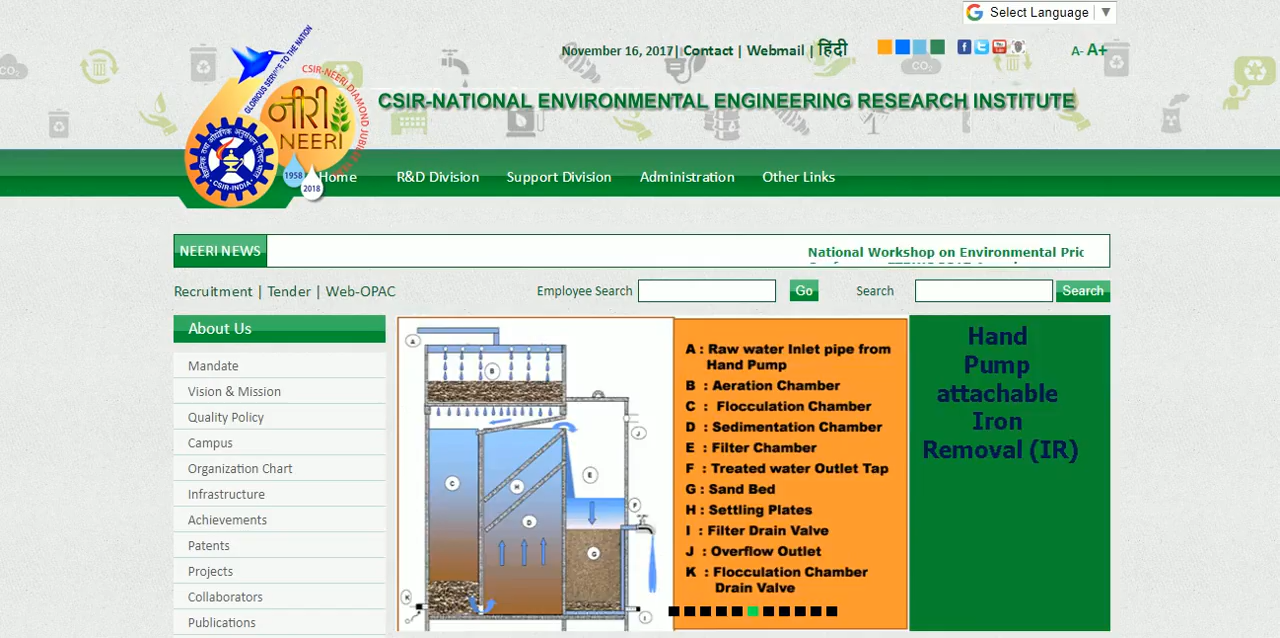 Select Language ▼
November 16, 2017| Contact | Webmail | हिंदी
A- A+
GLORIOUS SERVICE TO THE NATION
CSIR-NEERI DIAMOND JUBILEE YEAR
नीरी
NEERI
CSIR-INDIA
1958
2018
CO₂
CO₂
CSIR-NATIONAL ENVIRONMENTAL ENGINEERING RESEARCH INSTITUTE
Home R&D Division Support Division Administration Other Links
NEERI NEWS
National Workshop on Environmental Pric
Recruitment | Tender | Web-OPAC
Employee Search Go Search Search
About Us
Mandate
Vision & Mission
Quality Policy
Campus
Organization Chart
Infrastructure
Achievements
Patents
Projects
Collaborators
Publications
A
B
J
C
H
E
D
F
G
K
I
A : Raw water Inlet pipe from
Hand Pump
B : Aeration Chamber
C : Flocculation Chamber
D : Sedimentation Chamber
E : Filter Chamber
F : Treated water Outlet Tap
G : Sand Bed
H : Settling Plates
I : Filter Drain Valve
J : Overflow Outlet
K : Flocculation Chamber
Drain Valve
Hand
Pump
attachable
Iron
Removal (IR)